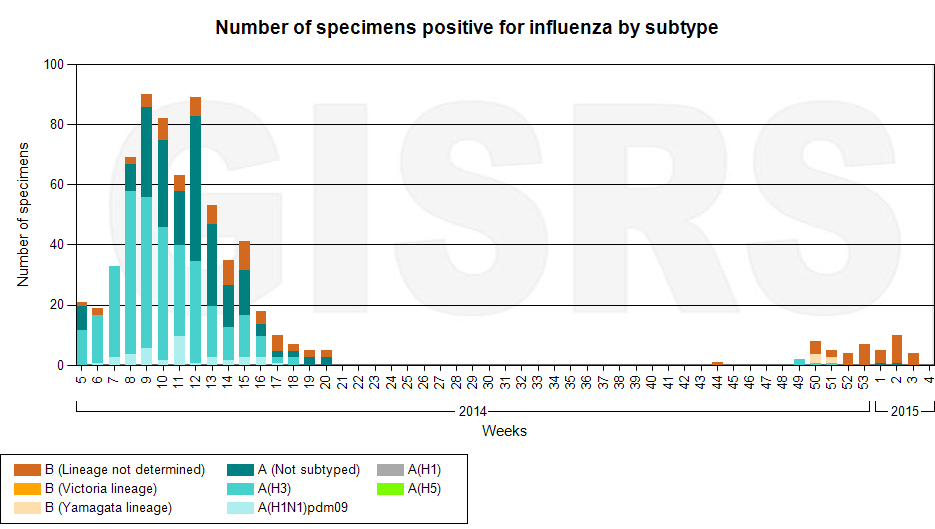 Number of specimens positive for influenza by subtype
GISRS
Number of specimens
100
80
60
40
20
0
5 6 7 8 9 10 11 12 13 14 15 16 17 18 19 20 21 22 23 24 25 26 27 28 29 30 31 32 33 34 35 36 37 38 39 40 41 42 43 44 45 46 47 48 49 50 51 52 53 1 2 3 4
2014 2015
Weeks
B (Lineage not determined) A (Not subtyped) A(H1)
B (Victoria lineage) A(H3) A(H5)
B (Yamagata lineage) A(H1N1)pdm09